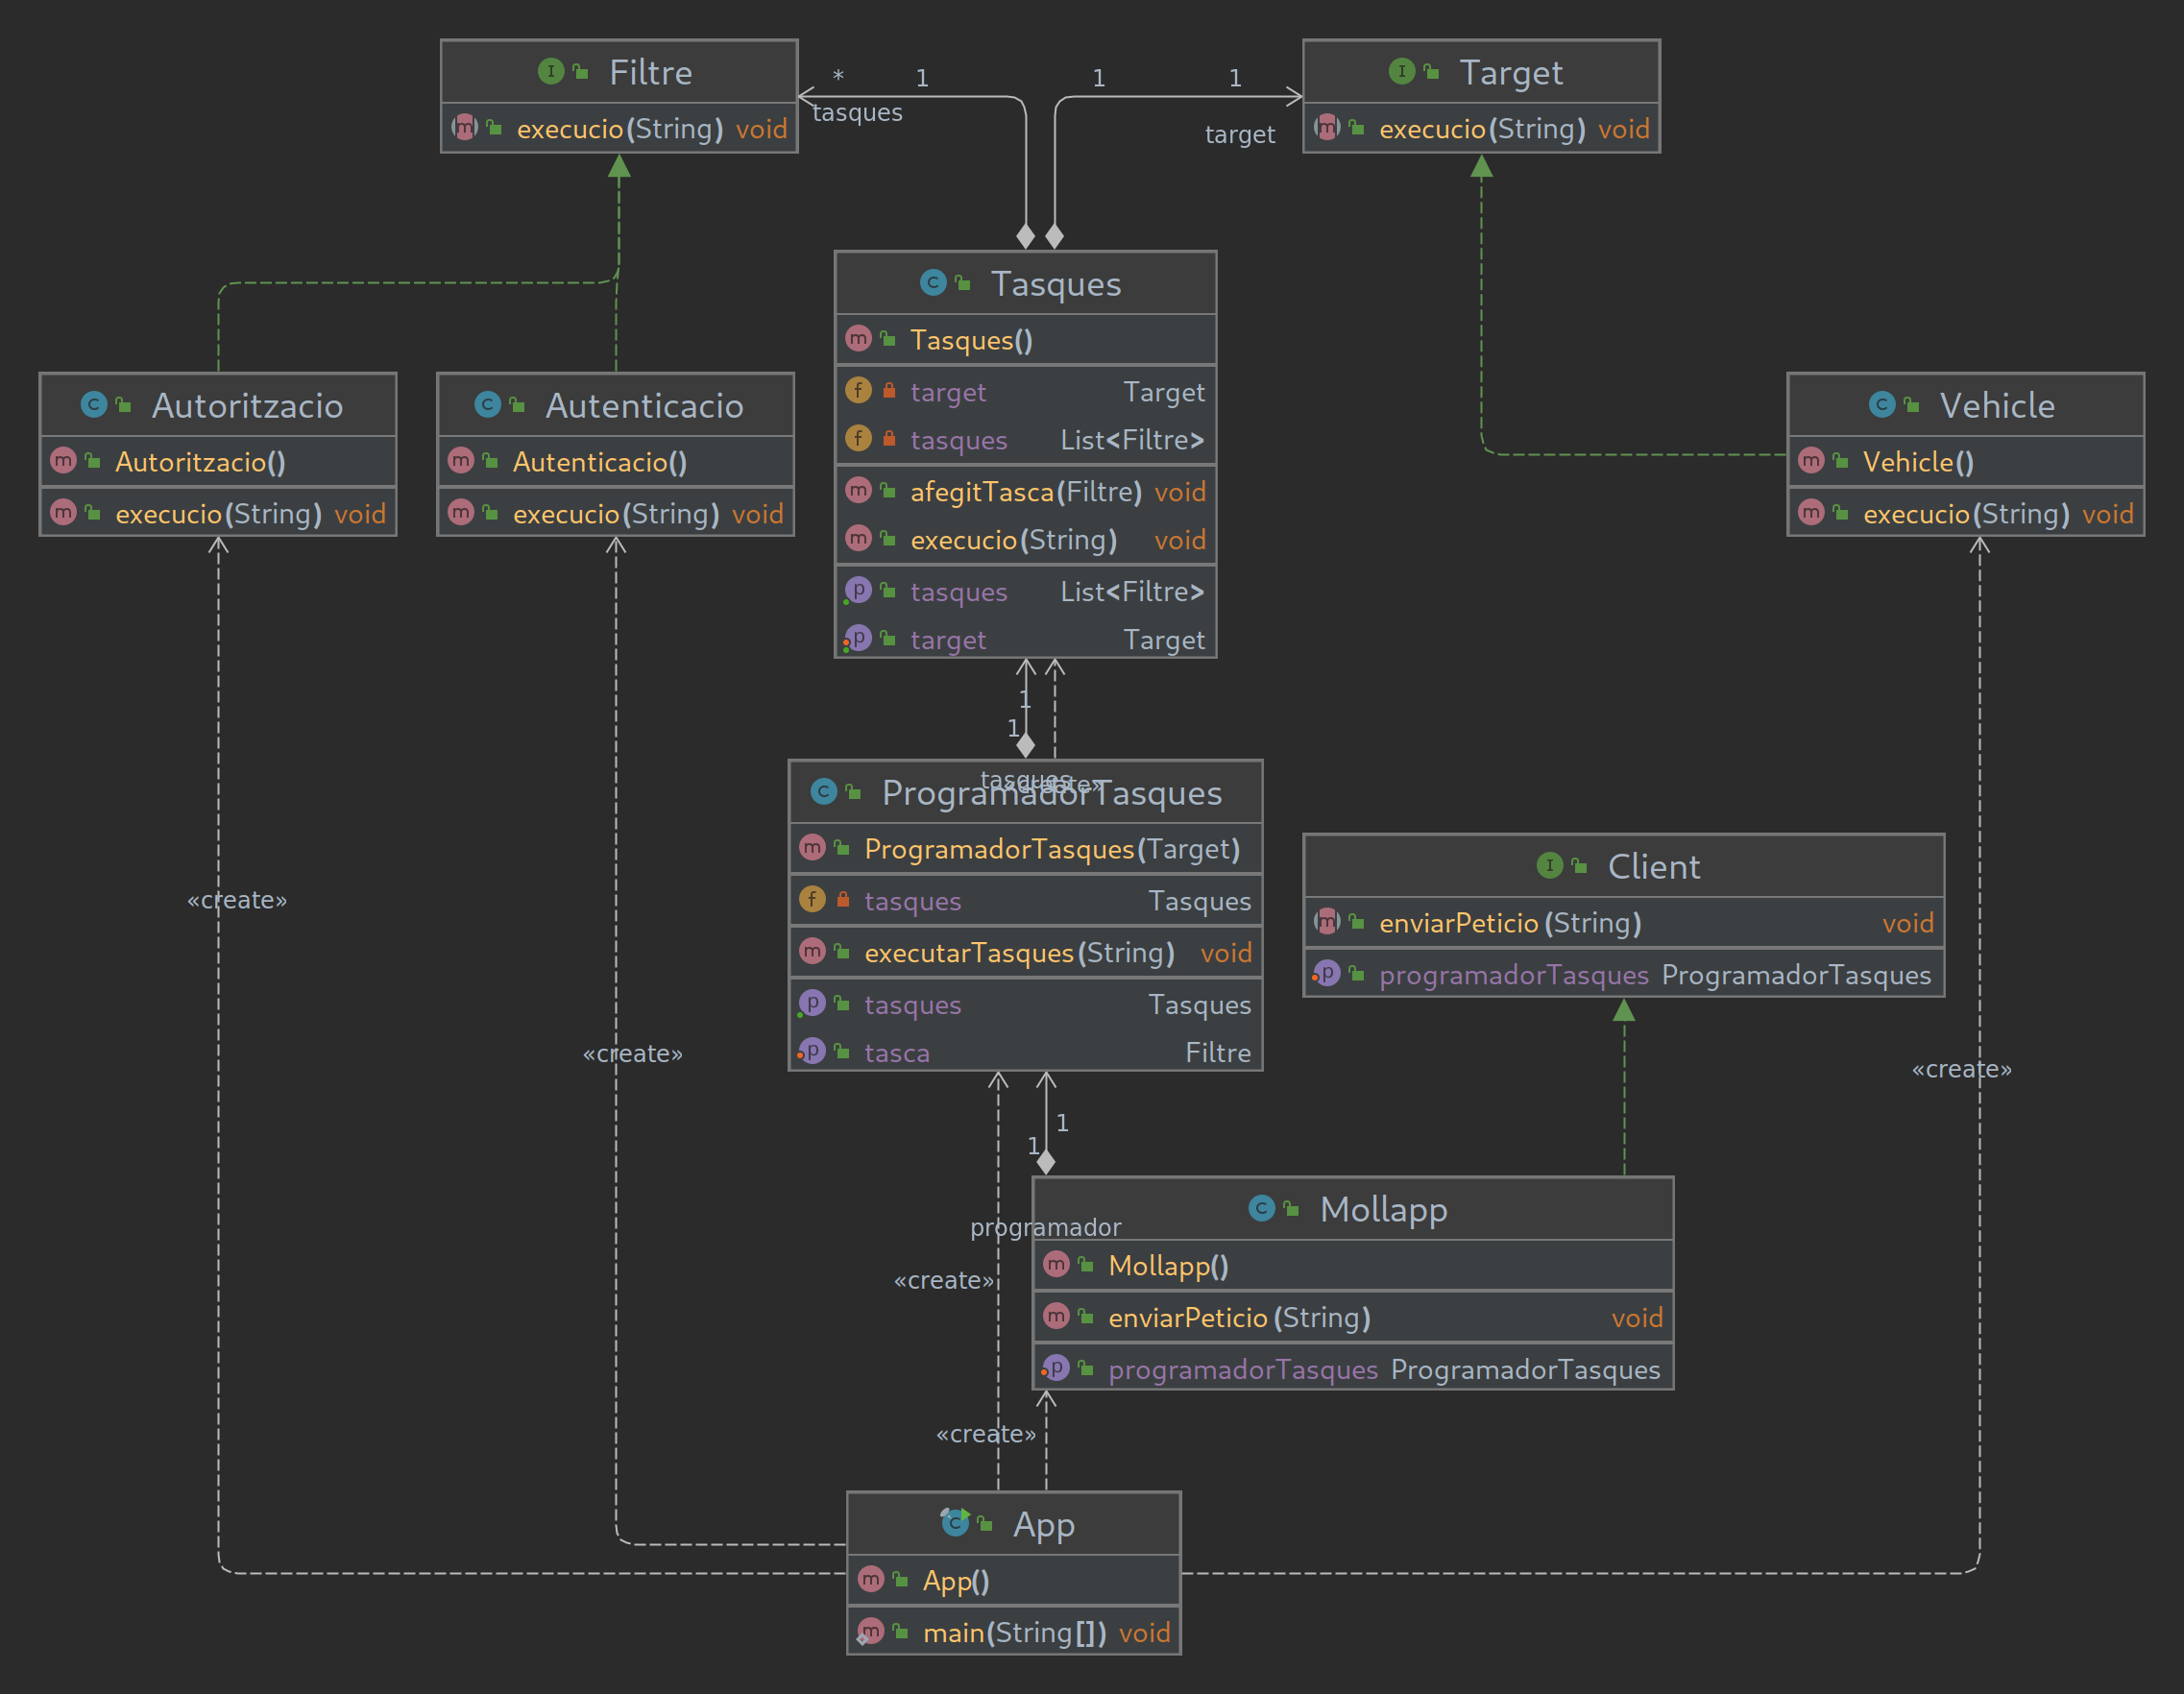 Filtre
execucio(String) void
* 1
tasques
1 1
target
Target
execucio(String) void
Tasques
Tasques()
target Target
tasques List<Filtre>
afegitTasca(Filtre) void
execucio(String) void
tasques List<Filtre>
target Target
Autoritzacio
Autoritzacio()
execucio(String) void
Autenticacio
Autenticacio()
execucio(String) void
Vehicle
Vehicle()
execucio(String) void
1
1
tasques
«create»
ProgramadorTasques
ProgramadorTasques(Target)
tasques Tasques
executarTasques(String) void
tasques Tasques
tasca Filtre
Client
enviarPeticio(String) void
programadorTasques ProgramadorTasques
«create»
«create»
«create»
1
1
programador
«create»
Mollapp
Mollapp()
enviarPeticio(String) void
programadorTasques ProgramadorTasques
«create»
App
App()
main(String[]) void